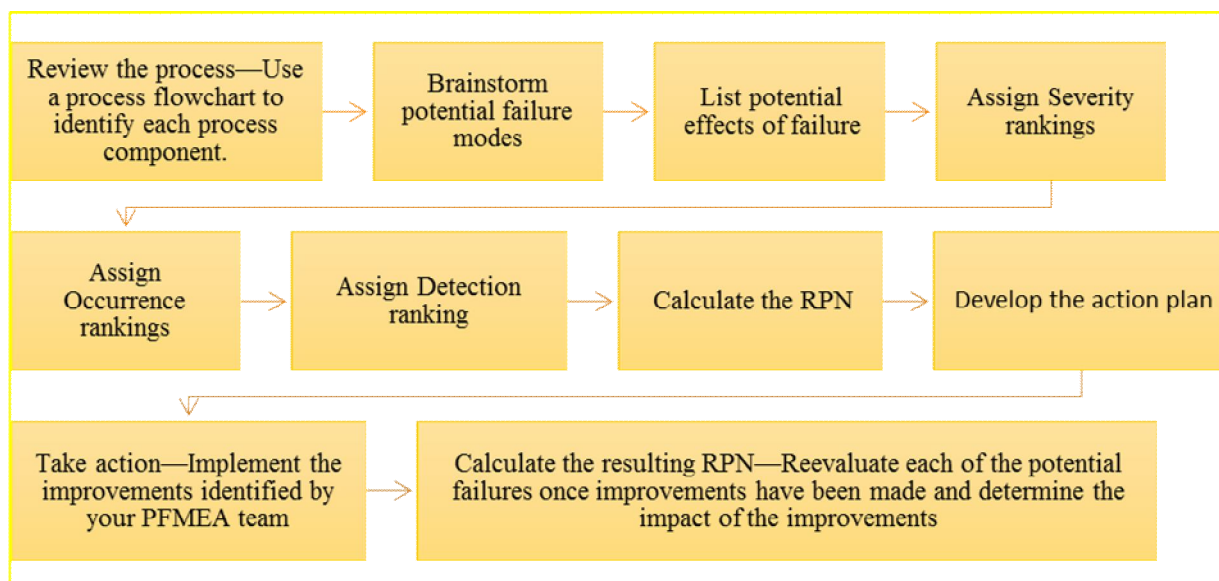 Review the process—Use
a process flowchart to
identify each process
component.
Brainstorm
potential failure
modes
List potential
effects of failure
Assign Severity
rankings
Assign
Occurrence
rankings
Assign Detection
ranking
Calculate the RPN
Develop the action plan
Take action—Implement the
improvements identified by
your PFMEA team
Calculate the resulting RPN—Reevaluate each of the potential
failures once improvements have been made and determine the
impact of the improvements